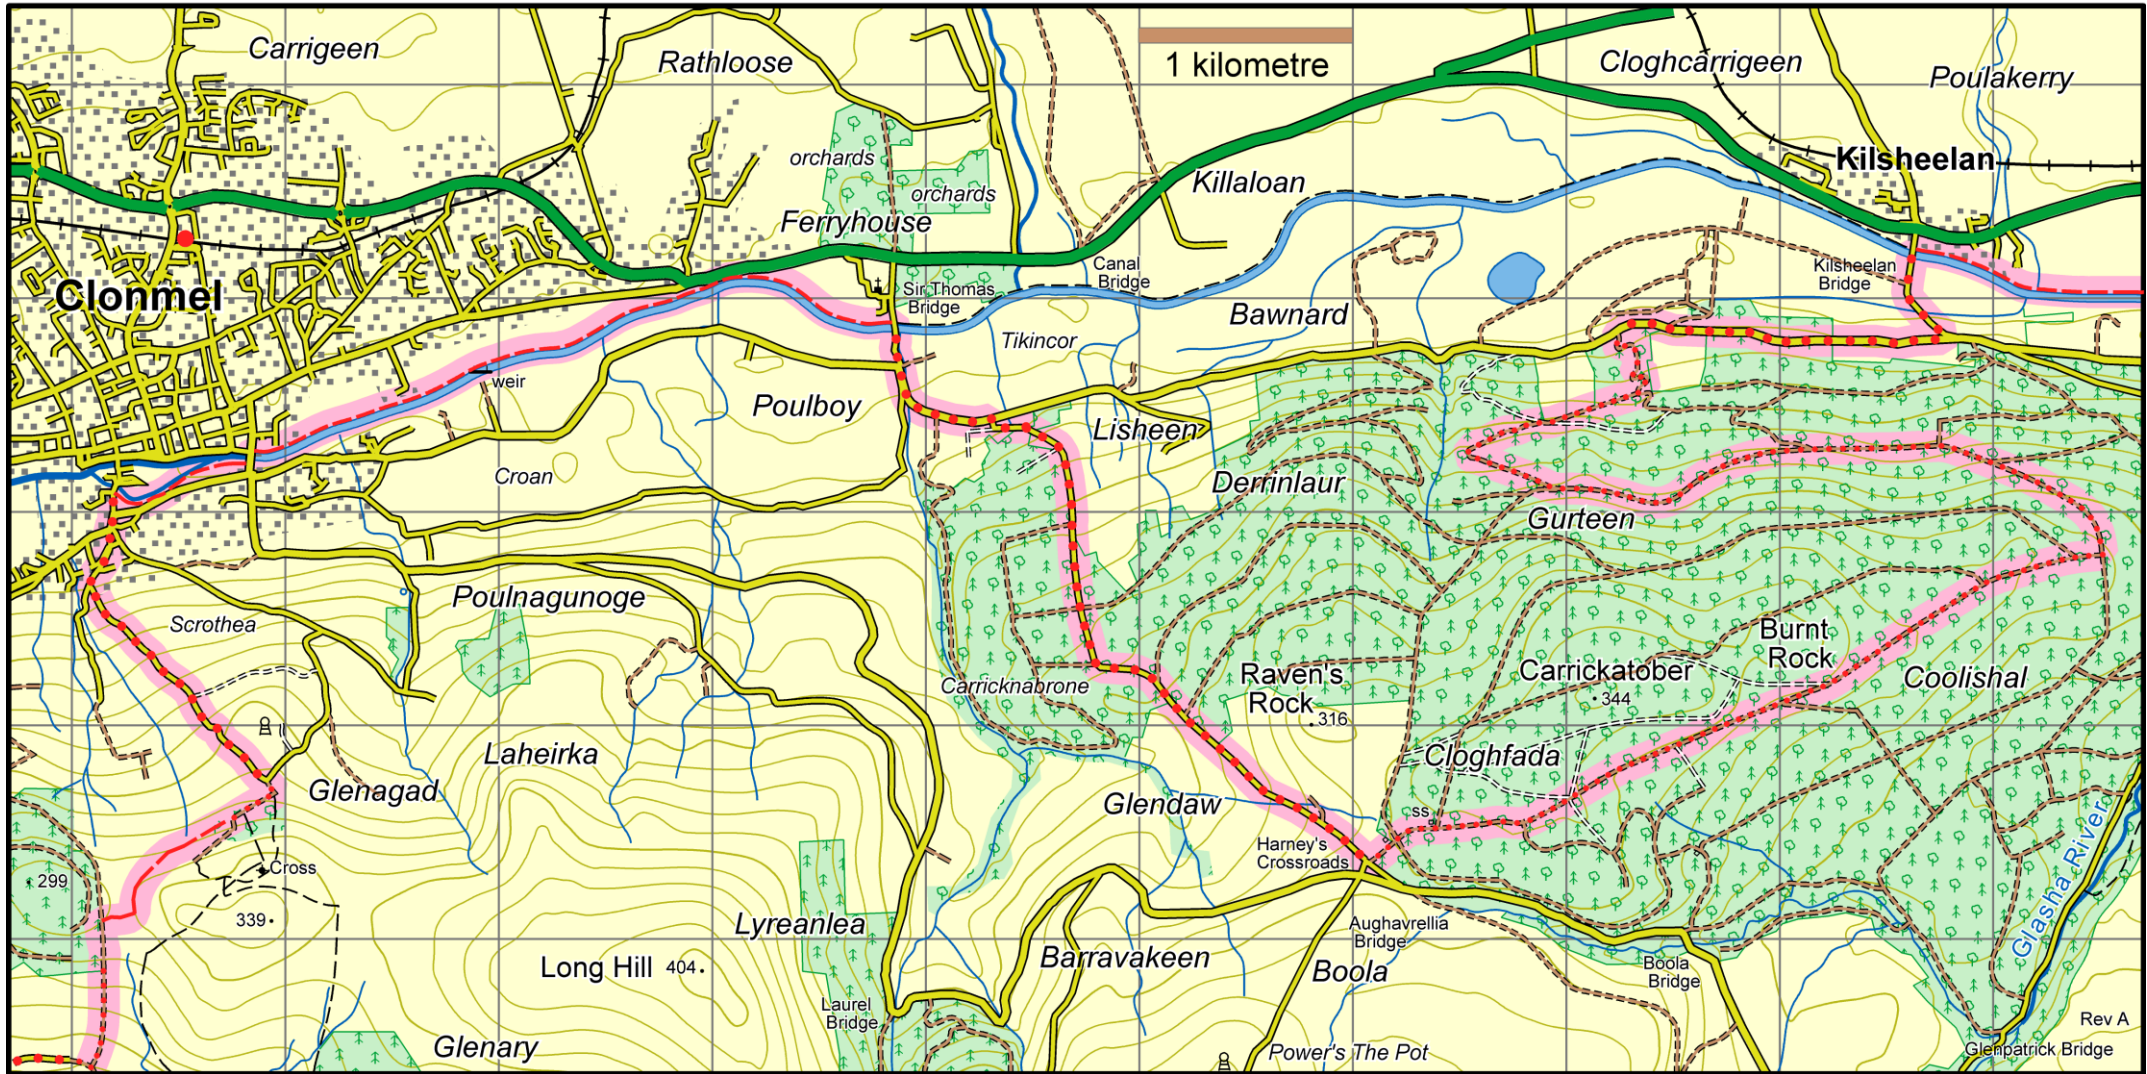 Carrigeen
Rathloose
1 kilometre
Cloghcarrigeen
Poulakerry
orchards
orchards
Killaloan
Kilsheelan
Ferryhouse
Clonmel
Sir Thomas
Bridge
Canal
Bridge
Kilsheelan
Bridge
Bawnard
Tikincor
weir
Poulboy
Lisheen
Croan
Derrinlaur
Gurteen
Poulnagunoge
Scrothea
Carricknabrone
Raven's
Rock
316
Carrickatober
344
Burnt
Rock
Coolishal
Laheirka
Glenagad
Cloghfada
Glendaw
ss
Harney's
Crossroads
299
Cross
339
Lyreanlea
Aughavrellia
Bridge
Glasha River
Long Hill 404
Barravakeen
Boola
Boola
Bridge
Laurel
Bridge
Glenary
Power's The Pot
Rev A
Glenpatrick Bridge